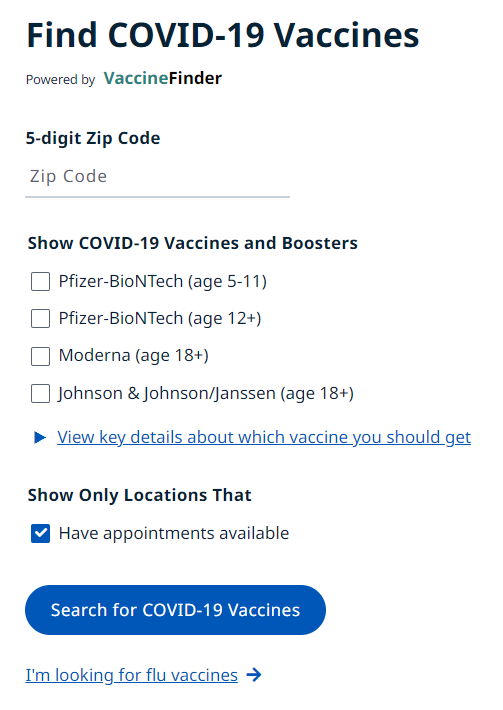 Find COVID-19 Vaccines
Powered by VaccineFinder
5-digit Zip Code
Zip Code
Show COVID-19 Vaccines and Boosters
Pfizer-BioNTech (age 5-11)
Pfizer-BioNTech (age 12+)
Moderna (age 18+)
Johnson & Johnson/Janssen (age 18+)
View key details about which vaccine you should get
Show Only Locations That
Have appointments available
Search for COVID-19 Vaccines
I'm looking for flu vaccines